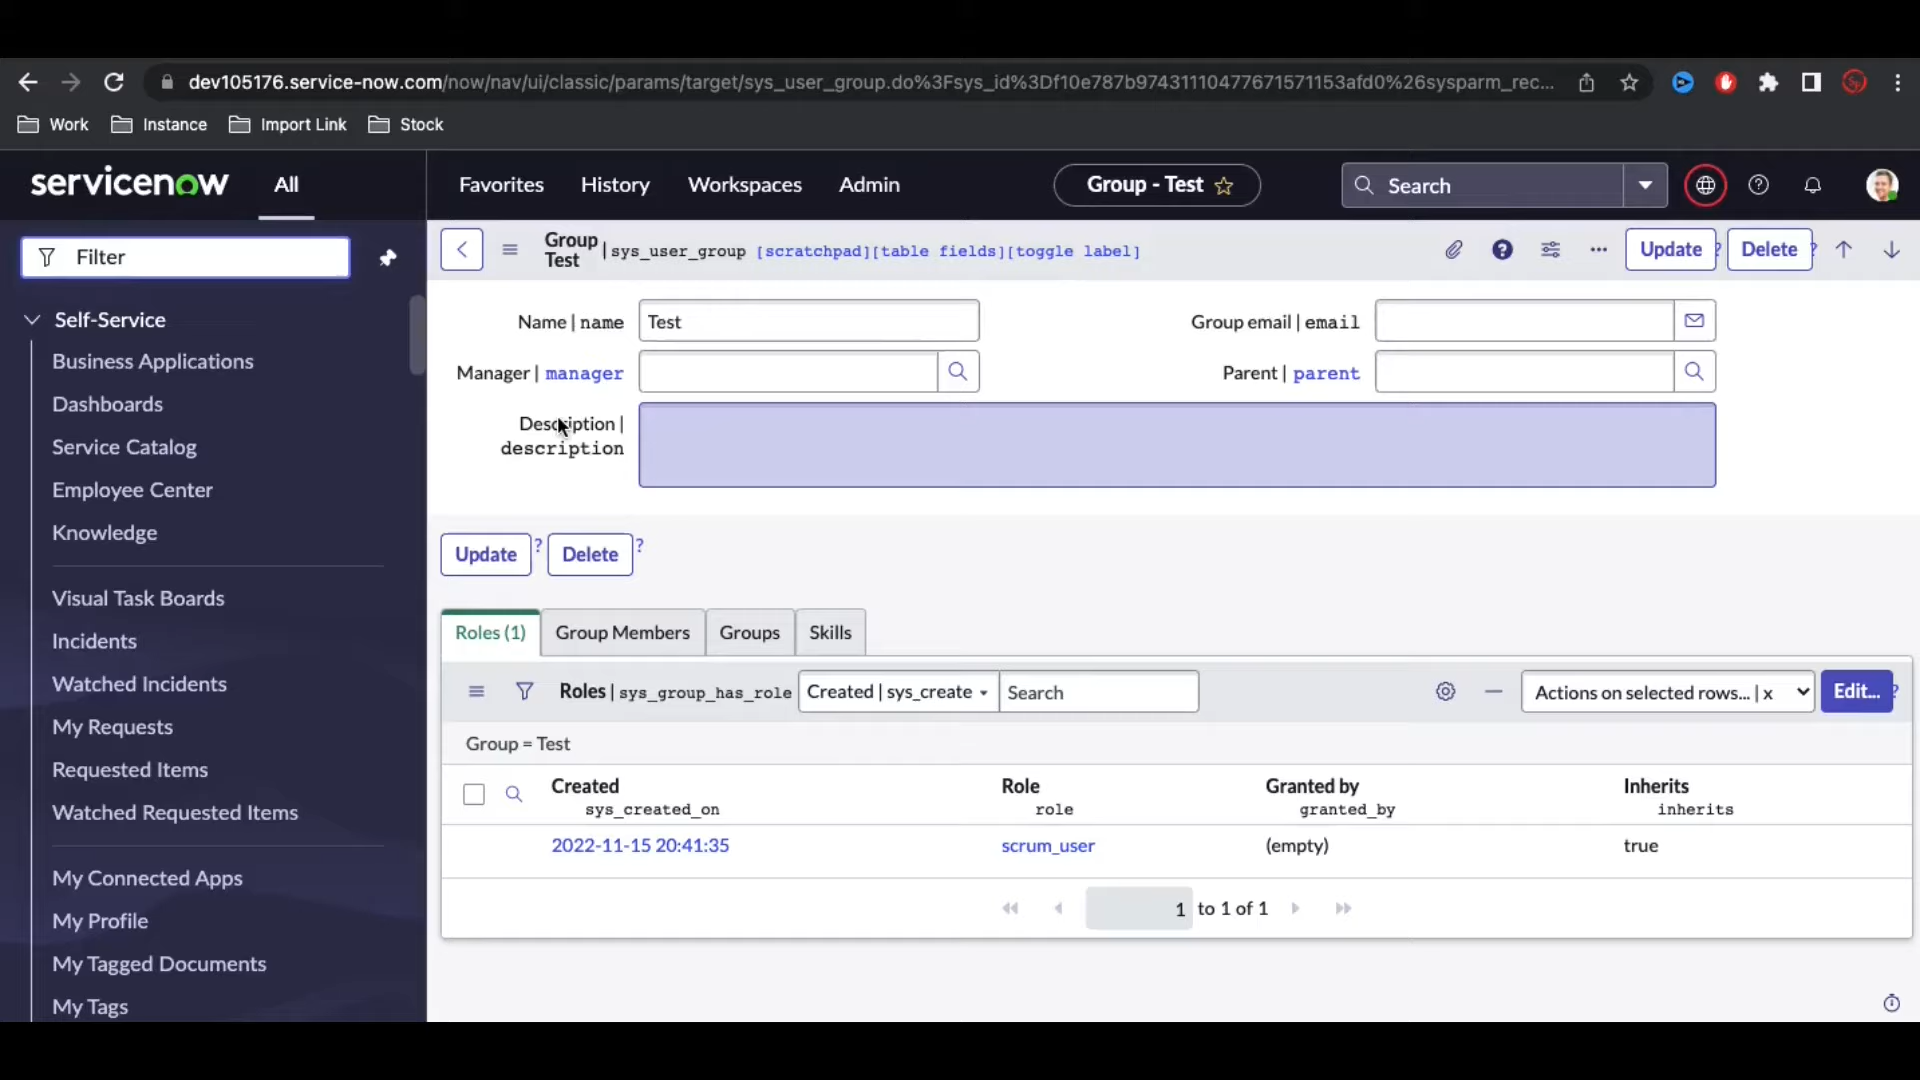 dev105176.service-now.com/now/nav/ui/classic/params/target/sys_user_group.do%3Fsys_id%3Df10e787b97431110477671571153afd0%26sysparm_rec...
Work Instance Import Link Stock
servicenow All Favorites History Workspaces Admin Group - Test Search
Filter
Self-Service
Business Applications
Dashboards
Service Catalog
Employee Center
Knowledge
Visual Task Boards
Incidents
Watched Incidents
My Requests
Requested Items
Watched Requested Items
My Connected Apps
My Profile
My Tagged Documents
My Tags
Group
Test | sys_user_group [scratchpad][table fields][toggle label] Update ? Delete ?
Name | name Test Group email | email
Manager | manager Parent | parent
Description |
description
Update ? Delete ?
Roles (1) Group Members Groups Skills
Roles | sys_group_has_role Created | sys_create Search Actions on selected rows... | x Edit... ?
Group = Test
Created Role Granted by Inherits
sys_created_on role granted_by inherits
2022-11-15 20:41:35 scrum_user (empty) true
1 to 1 of 1